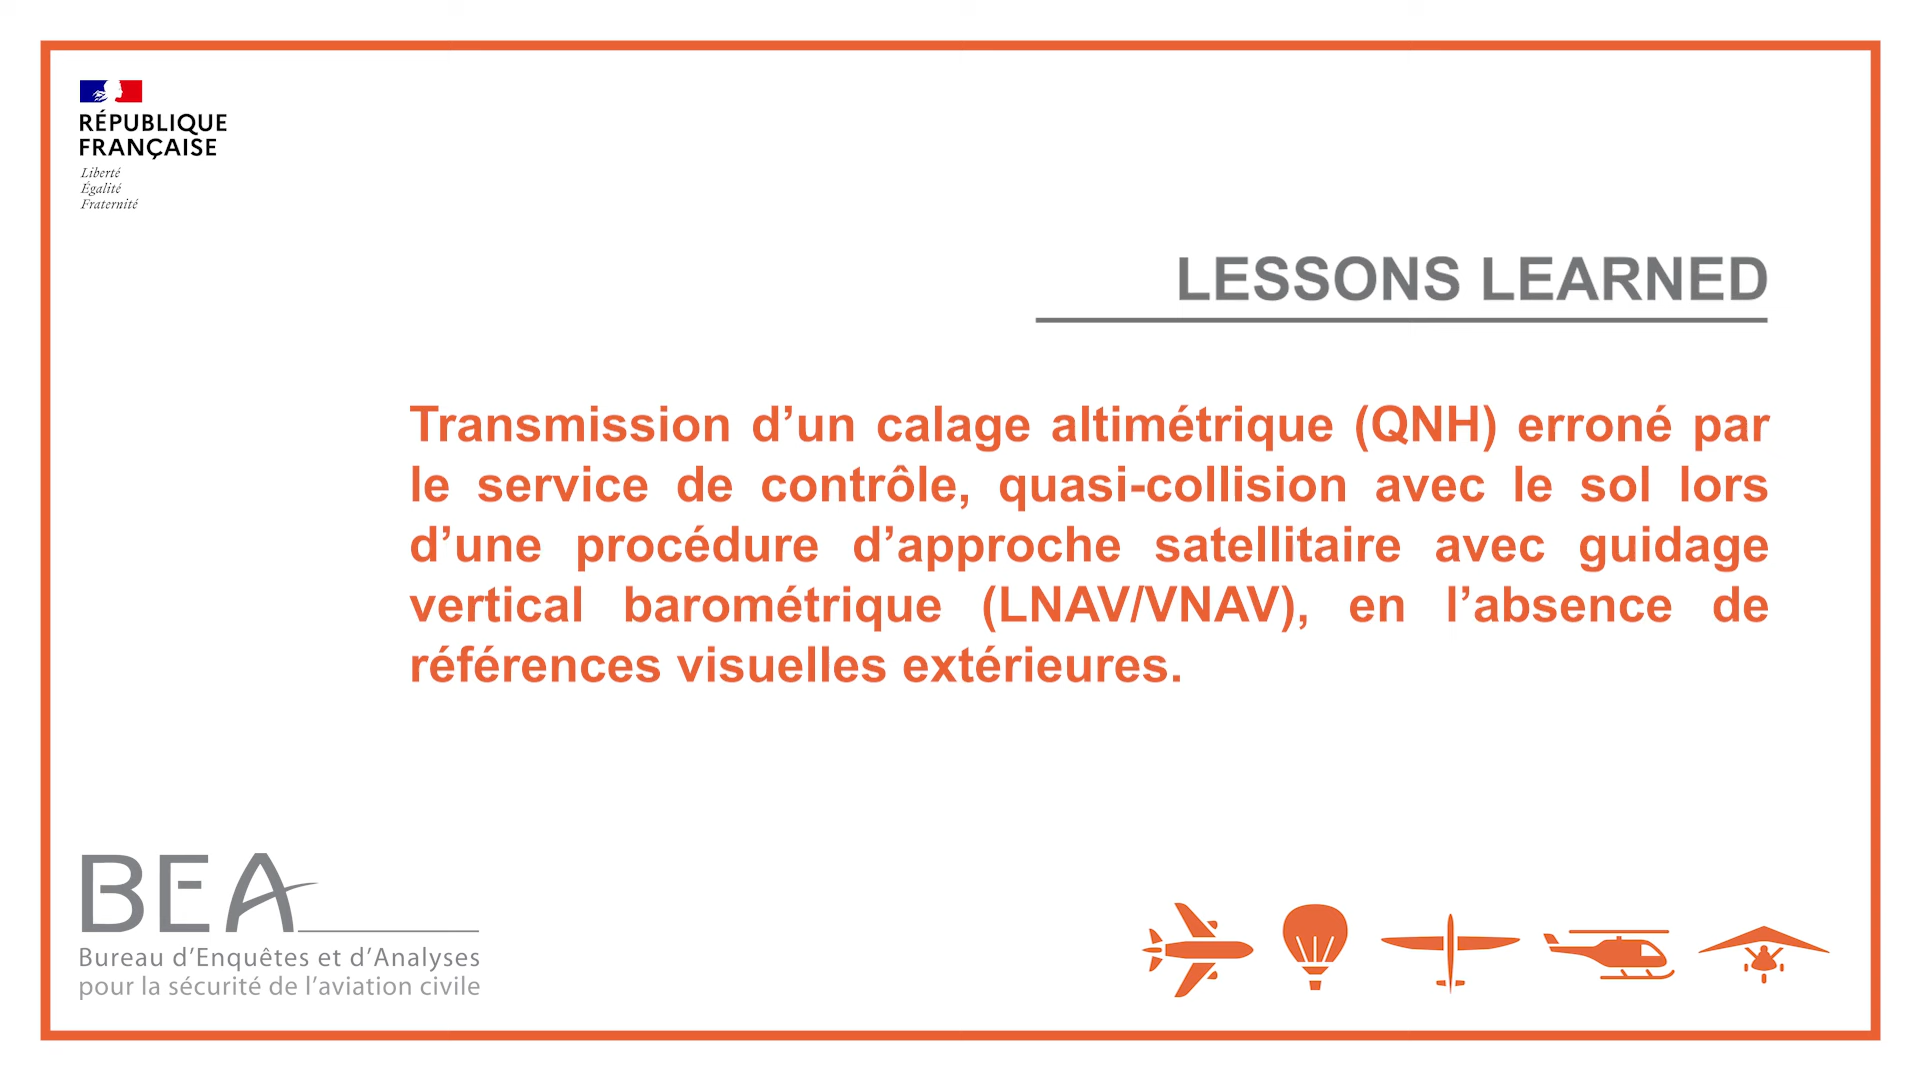 RÉPUBLIQUE
FRANÇAISE
Liberté
Égalité
Fraternité
LESSONS LEARNED
Transmission d’un calage altimétrique (QNH) erroné par
le service de contrôle, quasi-collision avec le sol lors
d’une procédure d’approche satellitaire avec guidage
vertical barométrique (LNAV/VNAV), en l’absence de
références visuelles extérieures.
BEA
Bureau d’Enquêtes et d’Analyses
pour la sécurité de l’aviation civile